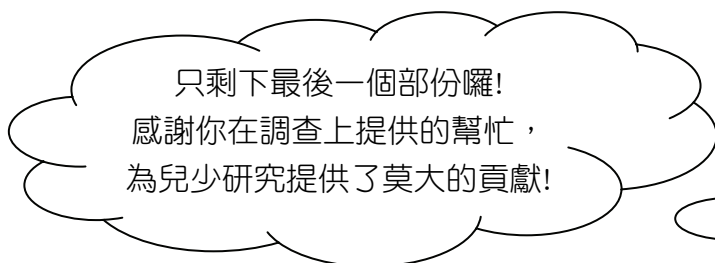 只剩下最後一個部份囉!
感謝你在調查上提供的幫忙，
為兒少研究提供了莫大的貢獻!